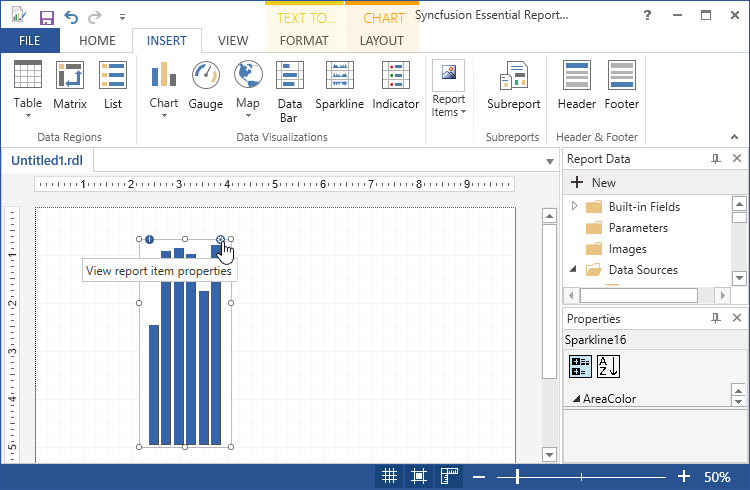 TEXT TO... CHART Syncfusion Essential Report... ?
FILE HOME INSERT VIEW FORMAT LAYOUT
Table Matrix List Chart Gauge Map Data Bar Sparkline Indicator Report Items Subreport Header Footer
Data Regions Data Visualizations Subreports Header & Footer
Untitled1.rdl
Report Data
1 2 3 4 5 6 7 8 9
New
Built-in Fields
Parameters
Images
Data Sources
1
2
3
4
5
View report item properties
Properties
Sparkline16
A
Z
AreaColor
50%